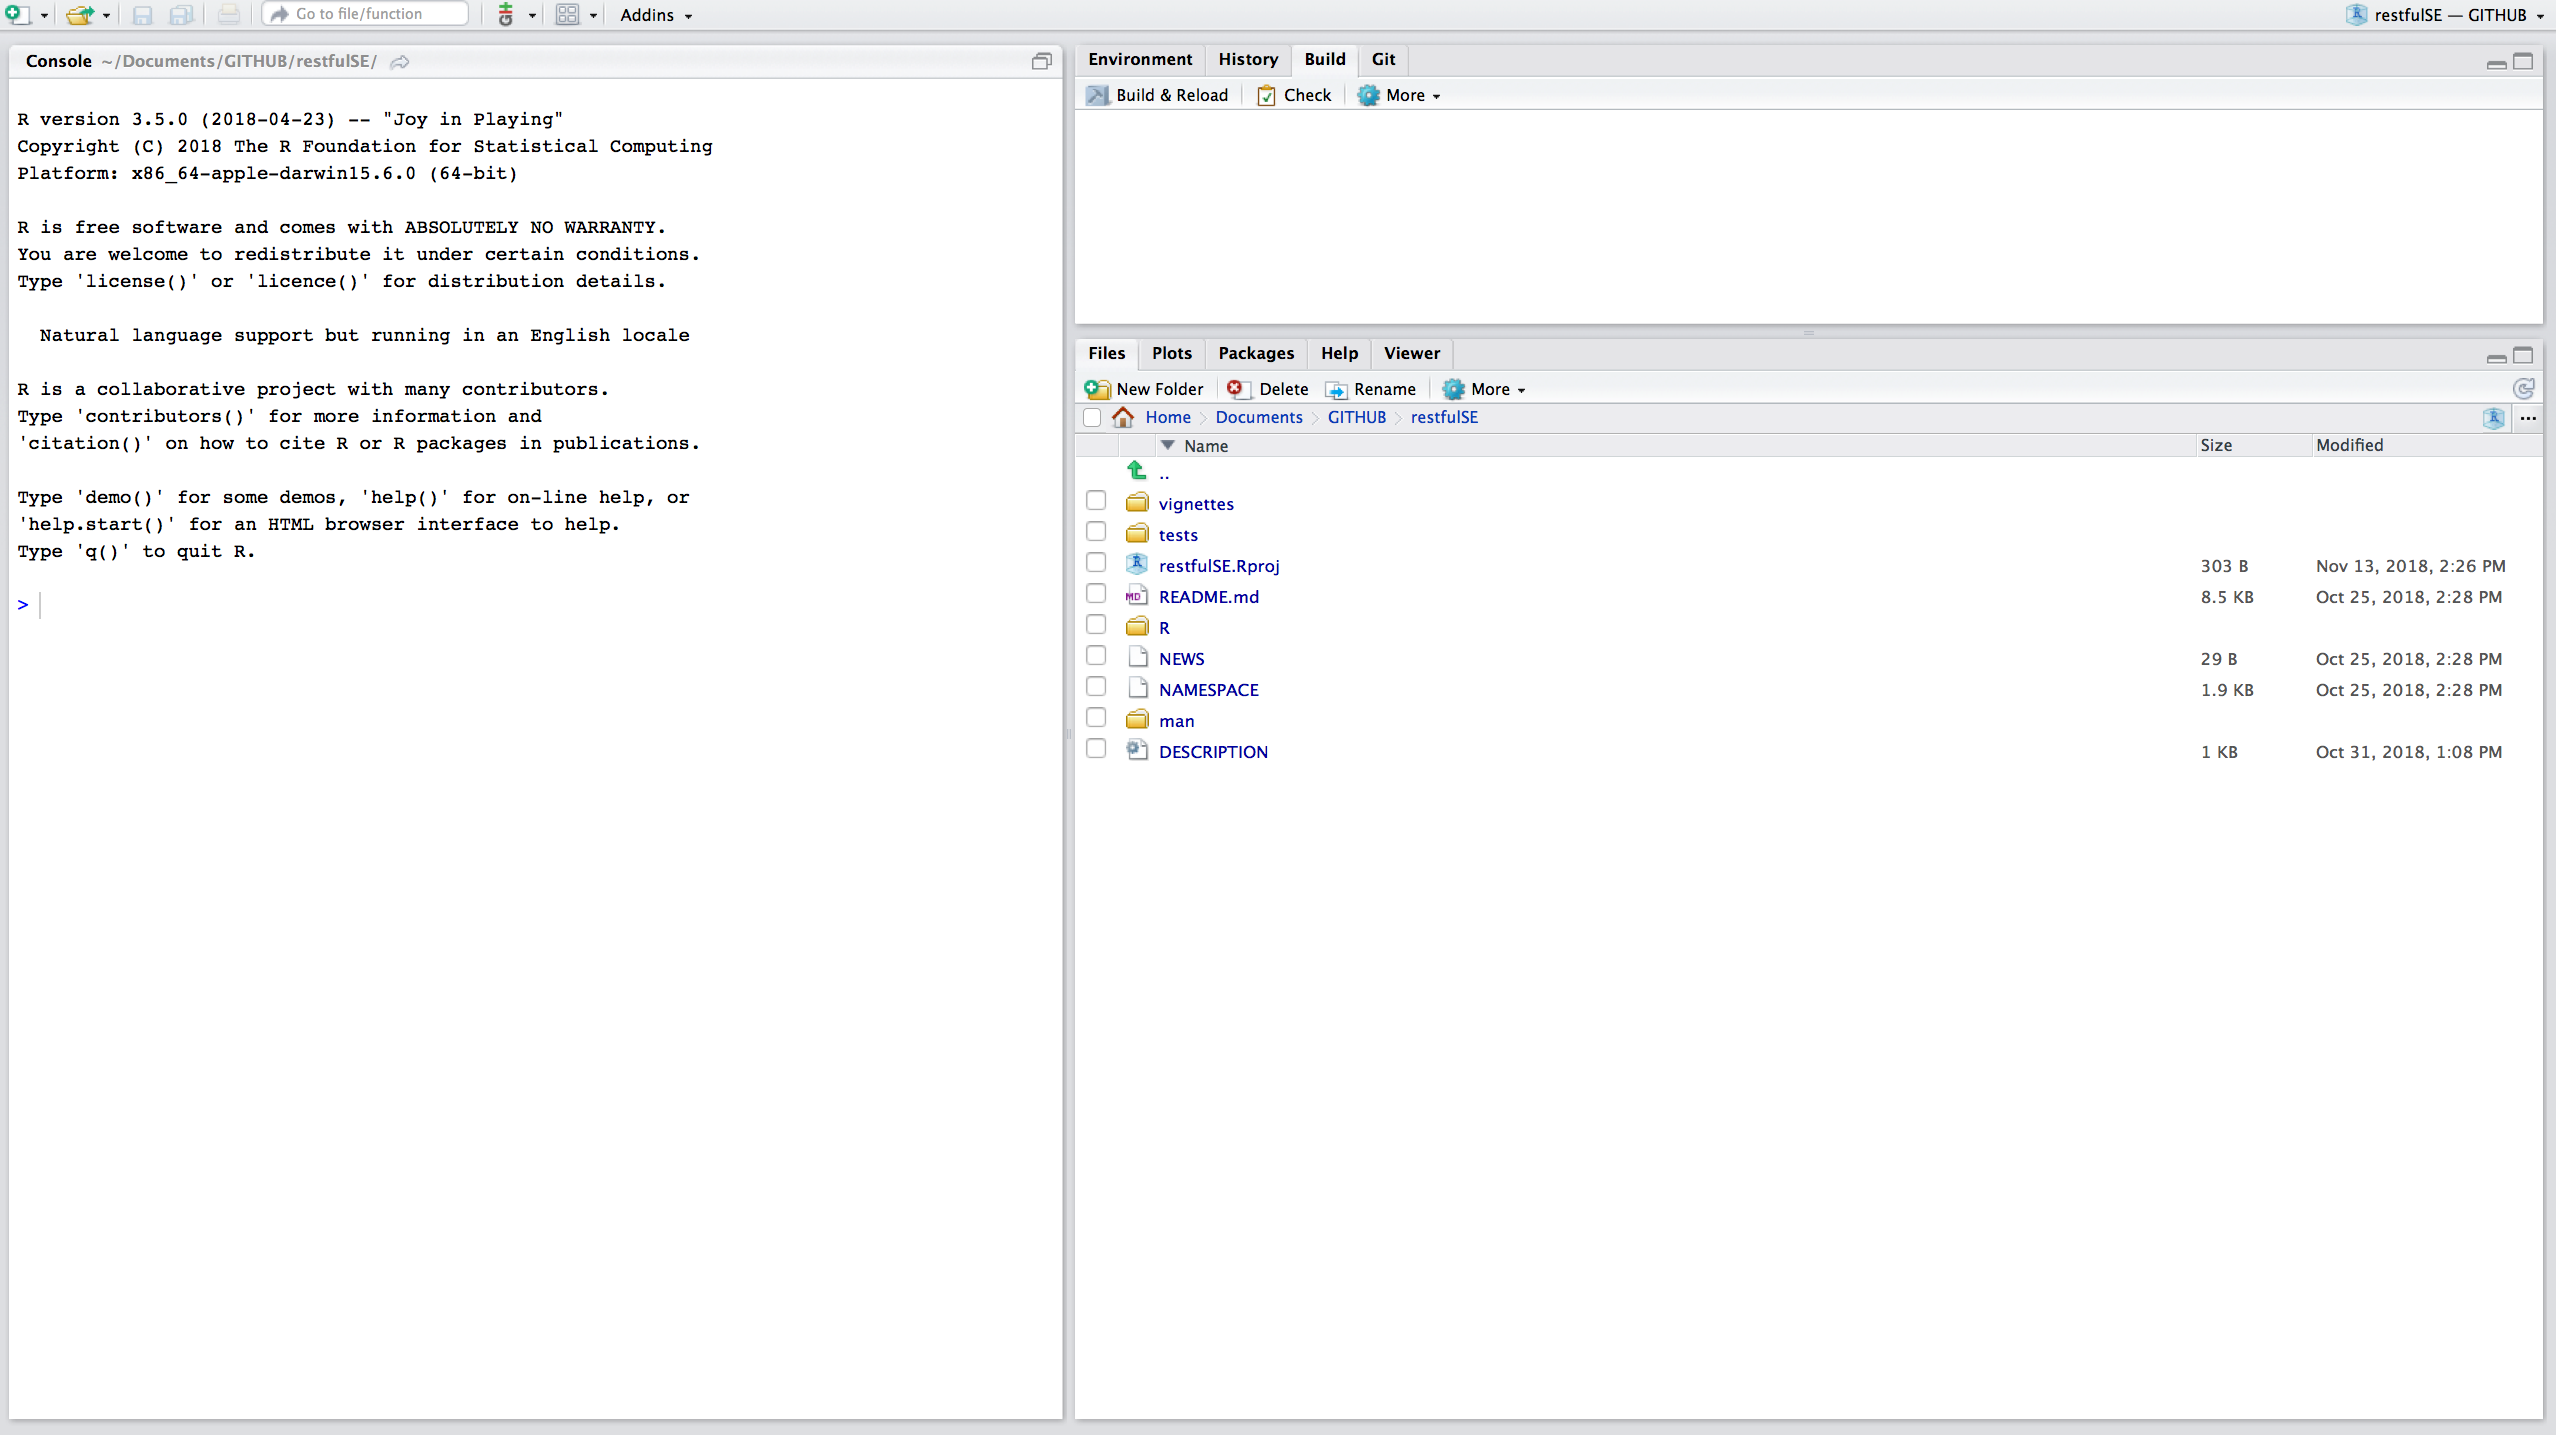 Go to file/function
Addins
restfulSE — GITHUB
Console ~/Documents/GITHUB/restfulSE/
R version 3.5.0 (2018-04-23) -- "Joy in Playing"
Copyright (C) 2018 The R Foundation for Statistical Computing
Platform: x86_64-apple-darwin15.6.0 (64-bit)
R is free software and comes with ABSOLUTELY NO WARRANTY.
You are welcome to redistribute it under certain conditions.
Type 'license()' or 'licence()' for distribution details.
Natural language support but running in an English locale
R is a collaborative project with many contributors.
Type 'contributors()' for more information and
'citation()' on how to cite R or R packages in publications.
Type 'demo()' for some demos, 'help()' for on-line help, or
'help.start()' for an HTML browser interface to help.
Type 'q()' to quit R.
>
Environment History Build Git
Build & Reload Check More
Files Plots Packages Help Viewer
New Folder Delete Rename More
Home Documents GITHUB restfulSE ...
Name Size Modified
..
vignettes
tests
restfulSE.Rproj 303 B Nov 13, 2018, 2:26 PM
MD README.md 8.5 KB Oct 25, 2018, 2:28 PM
R
NEWS 29 B Oct 25, 2018, 2:28 PM
NAMESPACE 1.9 KB Oct 25, 2018, 2:28 PM
man
DESCRIPTION 1 KB Oct 31, 2018, 1:08 PM